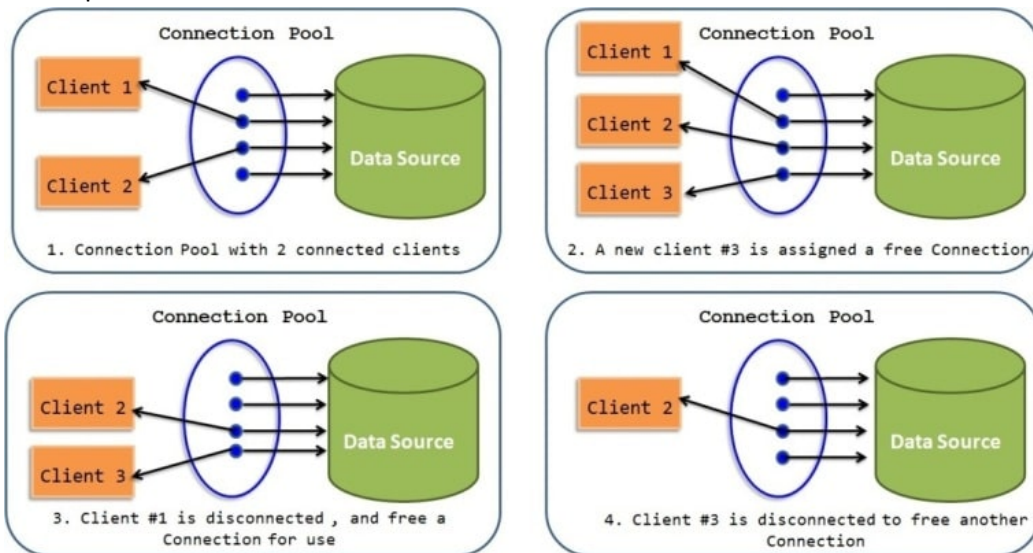 Connection Pool
Client 1
Client 2
Data Source
1. Connection Pool with 2 connected clients
Connection Pool
Client 1
Client 2
Client 3
Data Source
2. A new client #3 is assigned a free Connection
Connection Pool
Client 2
Client 3
Data Source
3. Client #1 is disconnected , and free a
Connection for use
Connection Pool
Client 2
Data Source
4. Client #3 is disconnected to free another
Connection